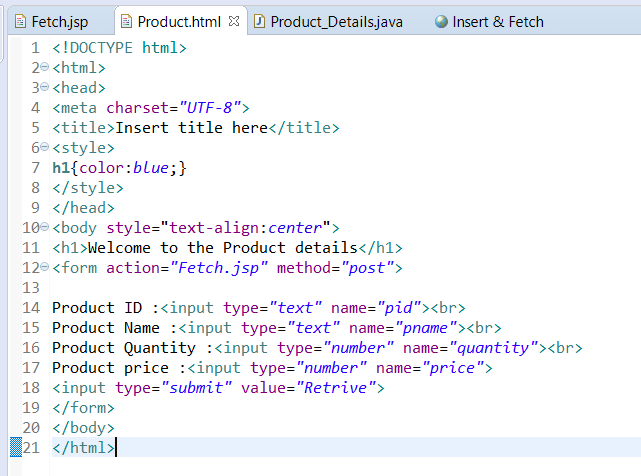 Fetch.jsp Product.html Product_Details.java Insert & Fetch
1 <!DOCTYPE html>
2 <html>
3 <head>
4 <meta charset="UTF-8">
5 <title>Insert title here</title>
6 <style>
7 h1{color:blue;}
8 </style>
9 </head>
10 <body style="text-align:center">
11 <h1>Welcome to the Product details</h1>
12 <form action="Fetch.jsp" method="post">
13
14 Product ID :<input type="text" name="pid"><br>
15 Product Name :<input type="text" name="pname"><br>
16 Product Quantity :<input type="number" name="quantity"><br>
17 Product price :<input type="number" name="price">
18 <input type="submit" value="Retrive">
19 </form>
20 </body>
21 </html>